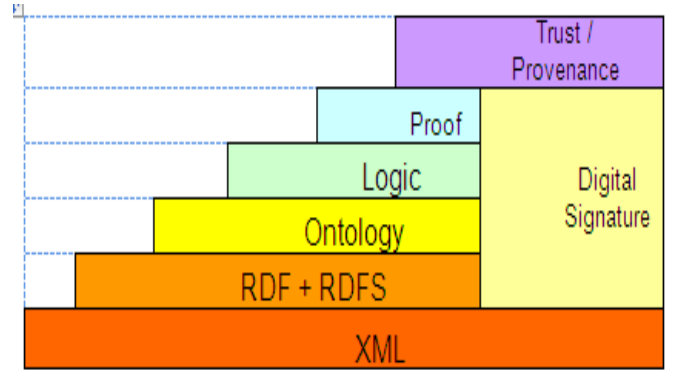 Trust /
Provenance
Proof
Logic
Digital
Signature
Ontology
RDF + RDFS
XML